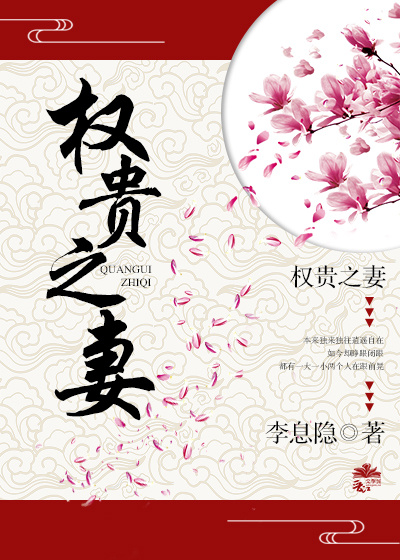 权贵之妻
QUANGUI
ZHIQI
权贵之妻
本来独来独往逍遥自在
如今却睁眼闭眼
都有一大一小两个人在跟前晃
李息隐◎著